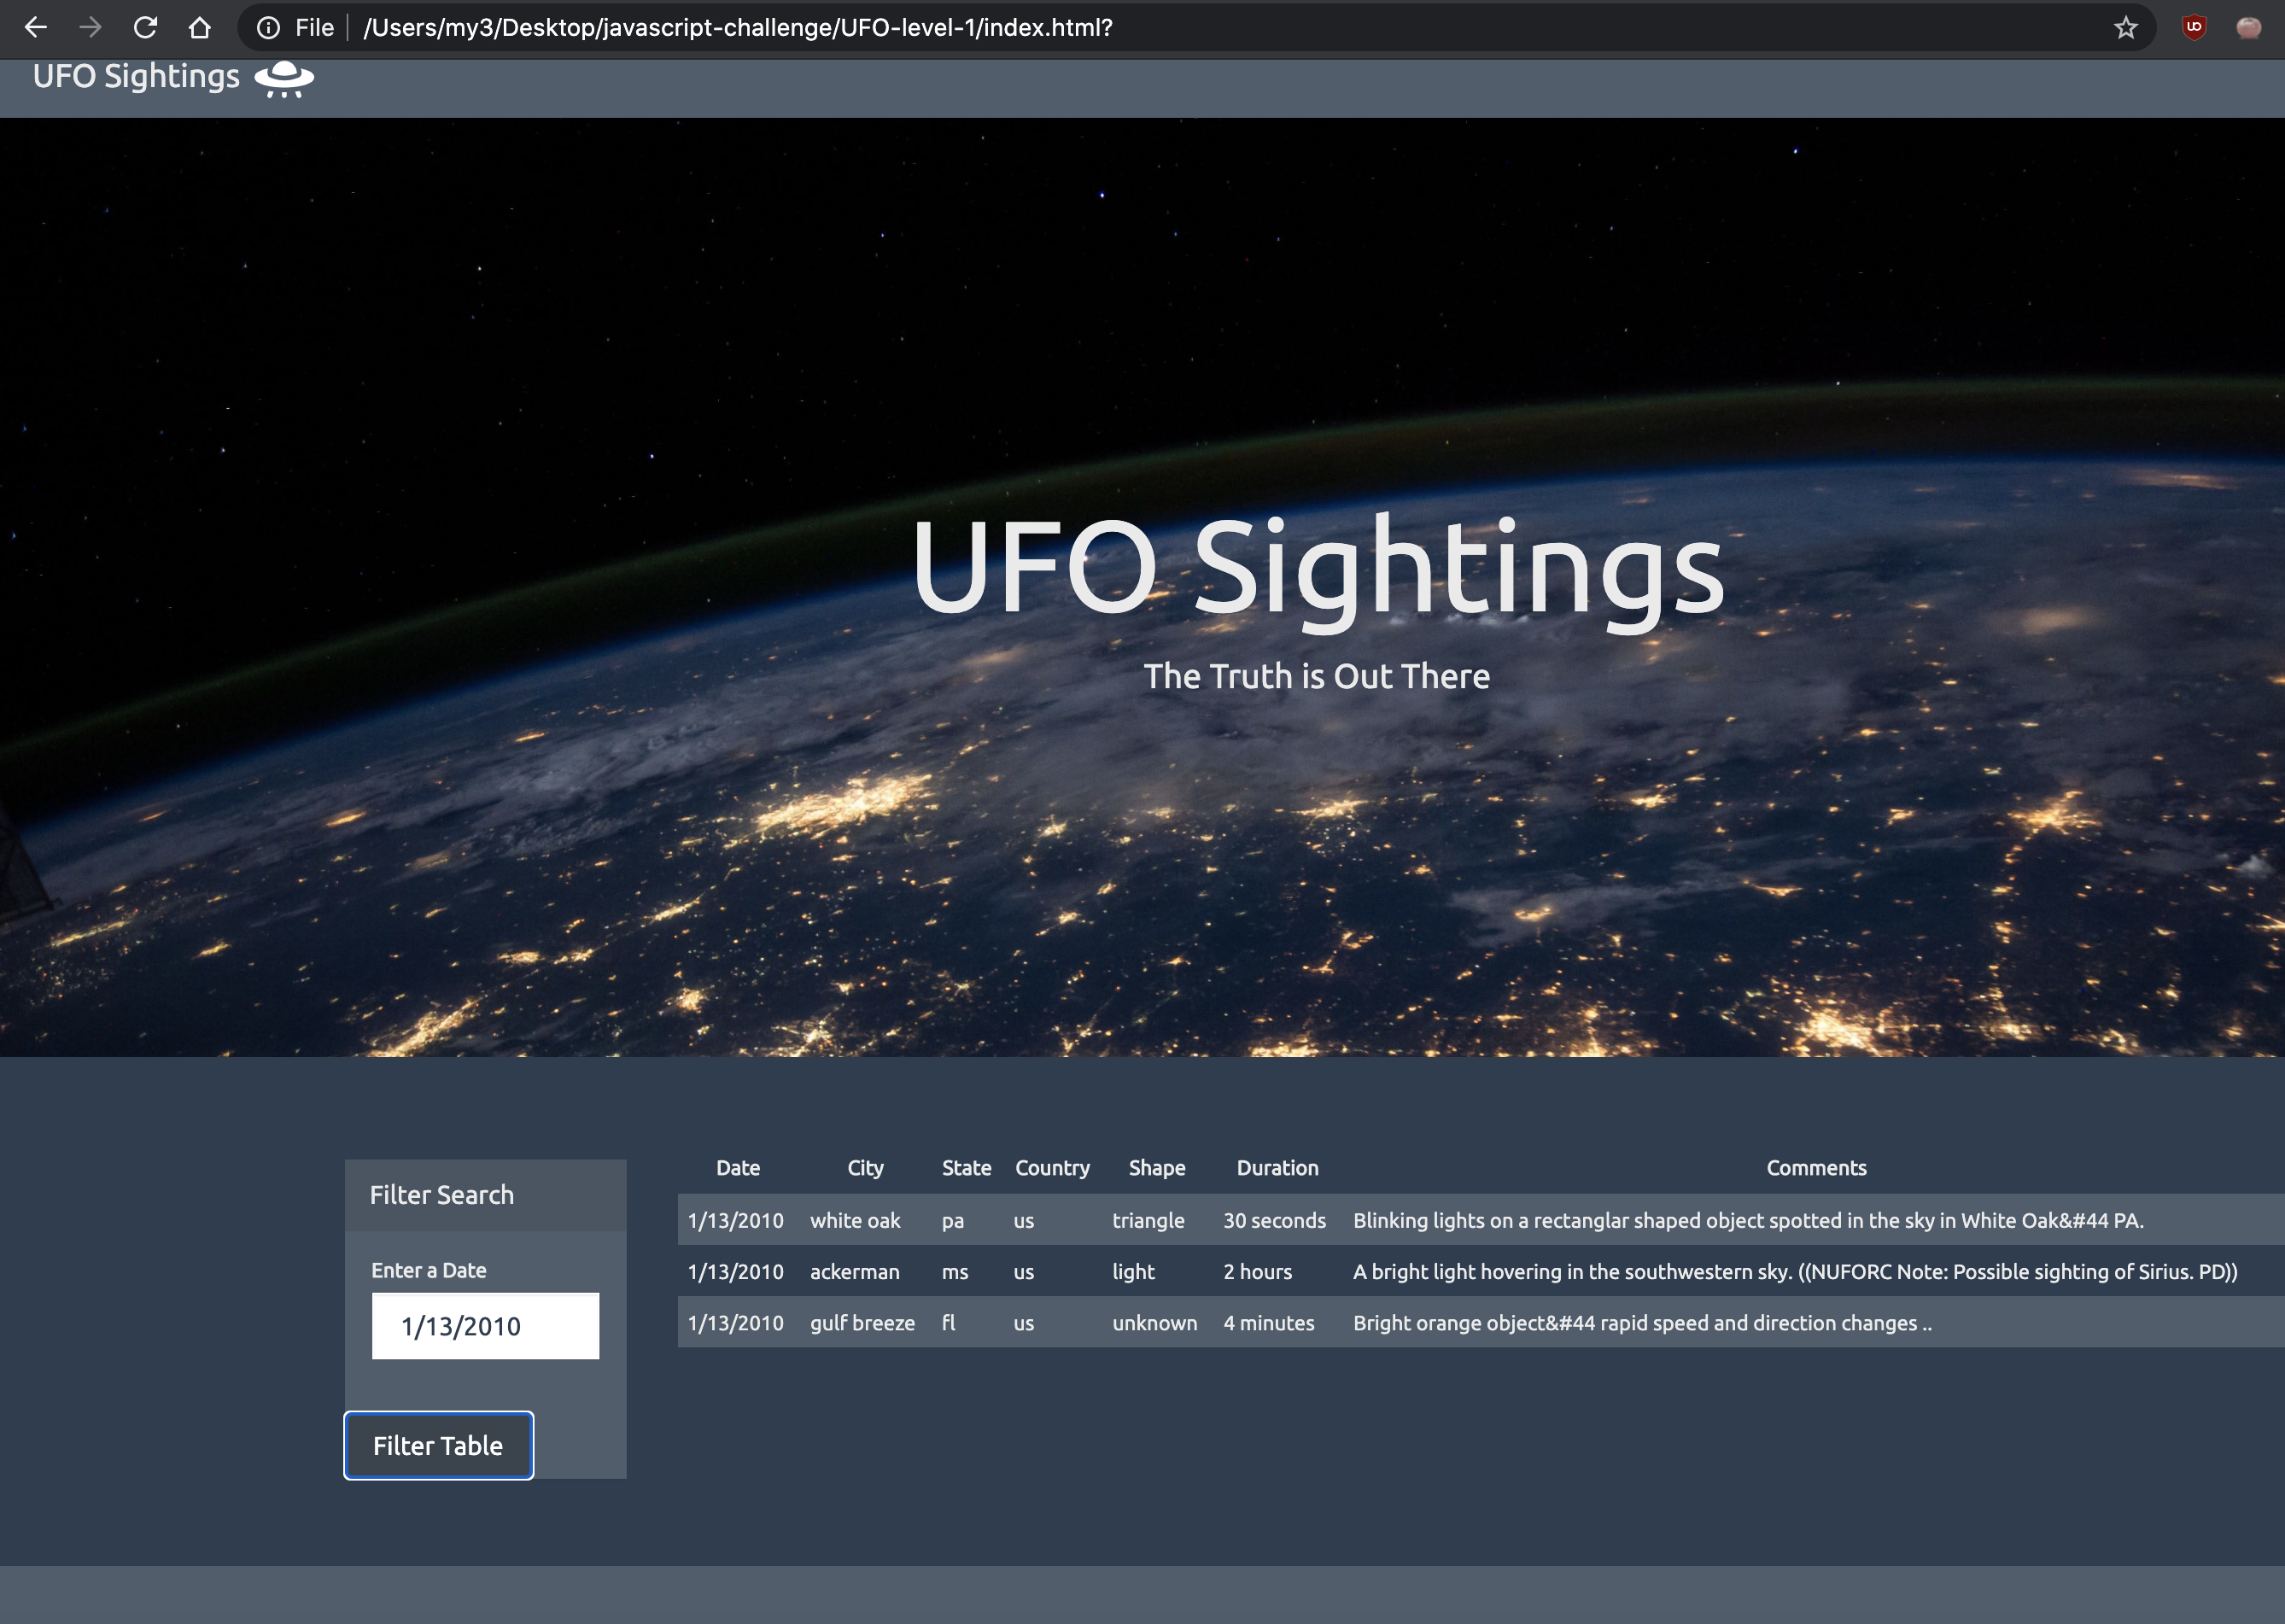 File /Users/my3/Desktop/javascript-challenge/UFO-level-1/index.html?
UFO Sightings
UFO Sightings
The Truth is Out There
Filter Search
Enter a Date
1/13/2010
Filter Table
Date City State Country Shape Duration Comments
1/13/2010 white oak pa us triangle 30 seconds Blinking lights on a rectanglar shaped object spotted in the sky in White Oak&#44 PA.
1/13/2010 ackerman ms us light 2 hours A bright light hovering in the southwestern sky. ((NUFORC Note: Possible sighting of Sirius. PD))
1/13/2010 gulf breeze fl us unknown 4 minutes Bright orange object&#44 rapid speed and direction changes ..